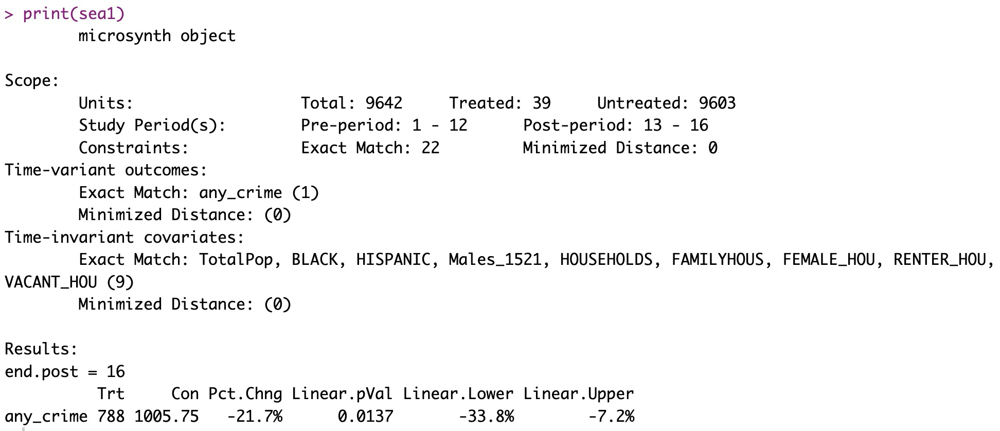 > print(sea1)
microsynth object
Scope:
Units: Total: 9642 Treated: 39 Untreated: 9603
Study Period(s): Pre-period: 1 - 12 Post-period: 13 - 16
Constraints: Exact Match: 22 Minimized Distance: 0
Time-variant outcomes:
Exact Match: any_crime (1)
Minimized Distance: (0)
Time-invariant covariates:
Exact Match: TotalPop, BLACK, HISPANIC, Males_1521, HOUSEHOLDS, FAMILYHOUS, FEMALE_HOU, RENTER_HOU,
VACANT_HOU (9)
Minimized Distance: (0)
Results:
end.post = 16
Trt Con Pct.Chng Linear.pVal Linear.Lower Linear.Upper
any_crime 788 1005.75 -21.7% 0.0137 -33.8% -7.2%